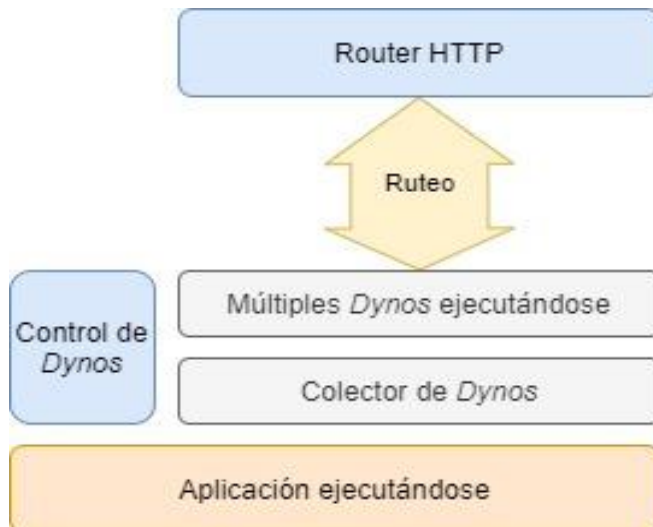 Router HTTP
Ruteo
Control de
Dynos
Múltiples Dynos ejecutándose
Colector de Dynos
Aplicación ejecutándose